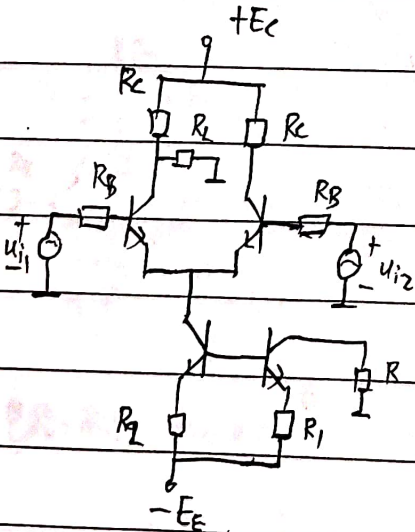 +Ec
Rc
RL
Rc
RB
RB
+
ui1
-
+
ui2
-
R
R2
R1
-EE